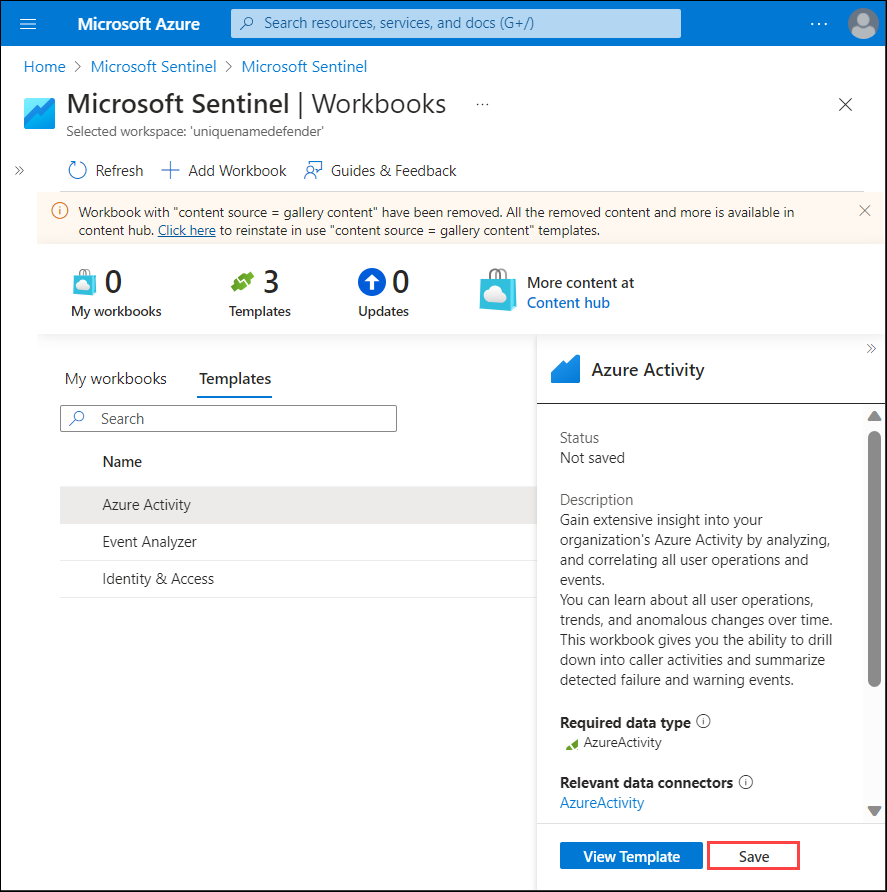 Microsoft Azure
Search resources, services, and docs (G+/)
...
Home > Microsoft Sentinel > Microsoft Sentinel
Microsoft Sentinel | Workbooks ...
Selected workspace: 'uniquenamedefender'
» Refresh + Add Workbook Guides & Feedback
Workbook with "content source = gallery content" have been removed. All the removed content and more is available in
content hub. Click here to reinstate in use "content source = gallery content" templates.
0
My workbooks
3
Templates
0
Updates
More content at
Content hub
My workbooks Templates
Search
Name
Azure Activity
Event Analyzer
Identity & Access
»
Azure Activity
Status
Not saved
Description
Gain extensive insight into your
organization's Azure Activity by analyzing,
and correlating all user operations and
events.
You can learn about all user operations,
trends, and anomalous changes over time.
This workbook gives you the ability to drill
down into caller activities and summarize
detected failure and warning events.
Required data type
AzureActivity
Relevant data connectors
AzureActivity
View Template Save